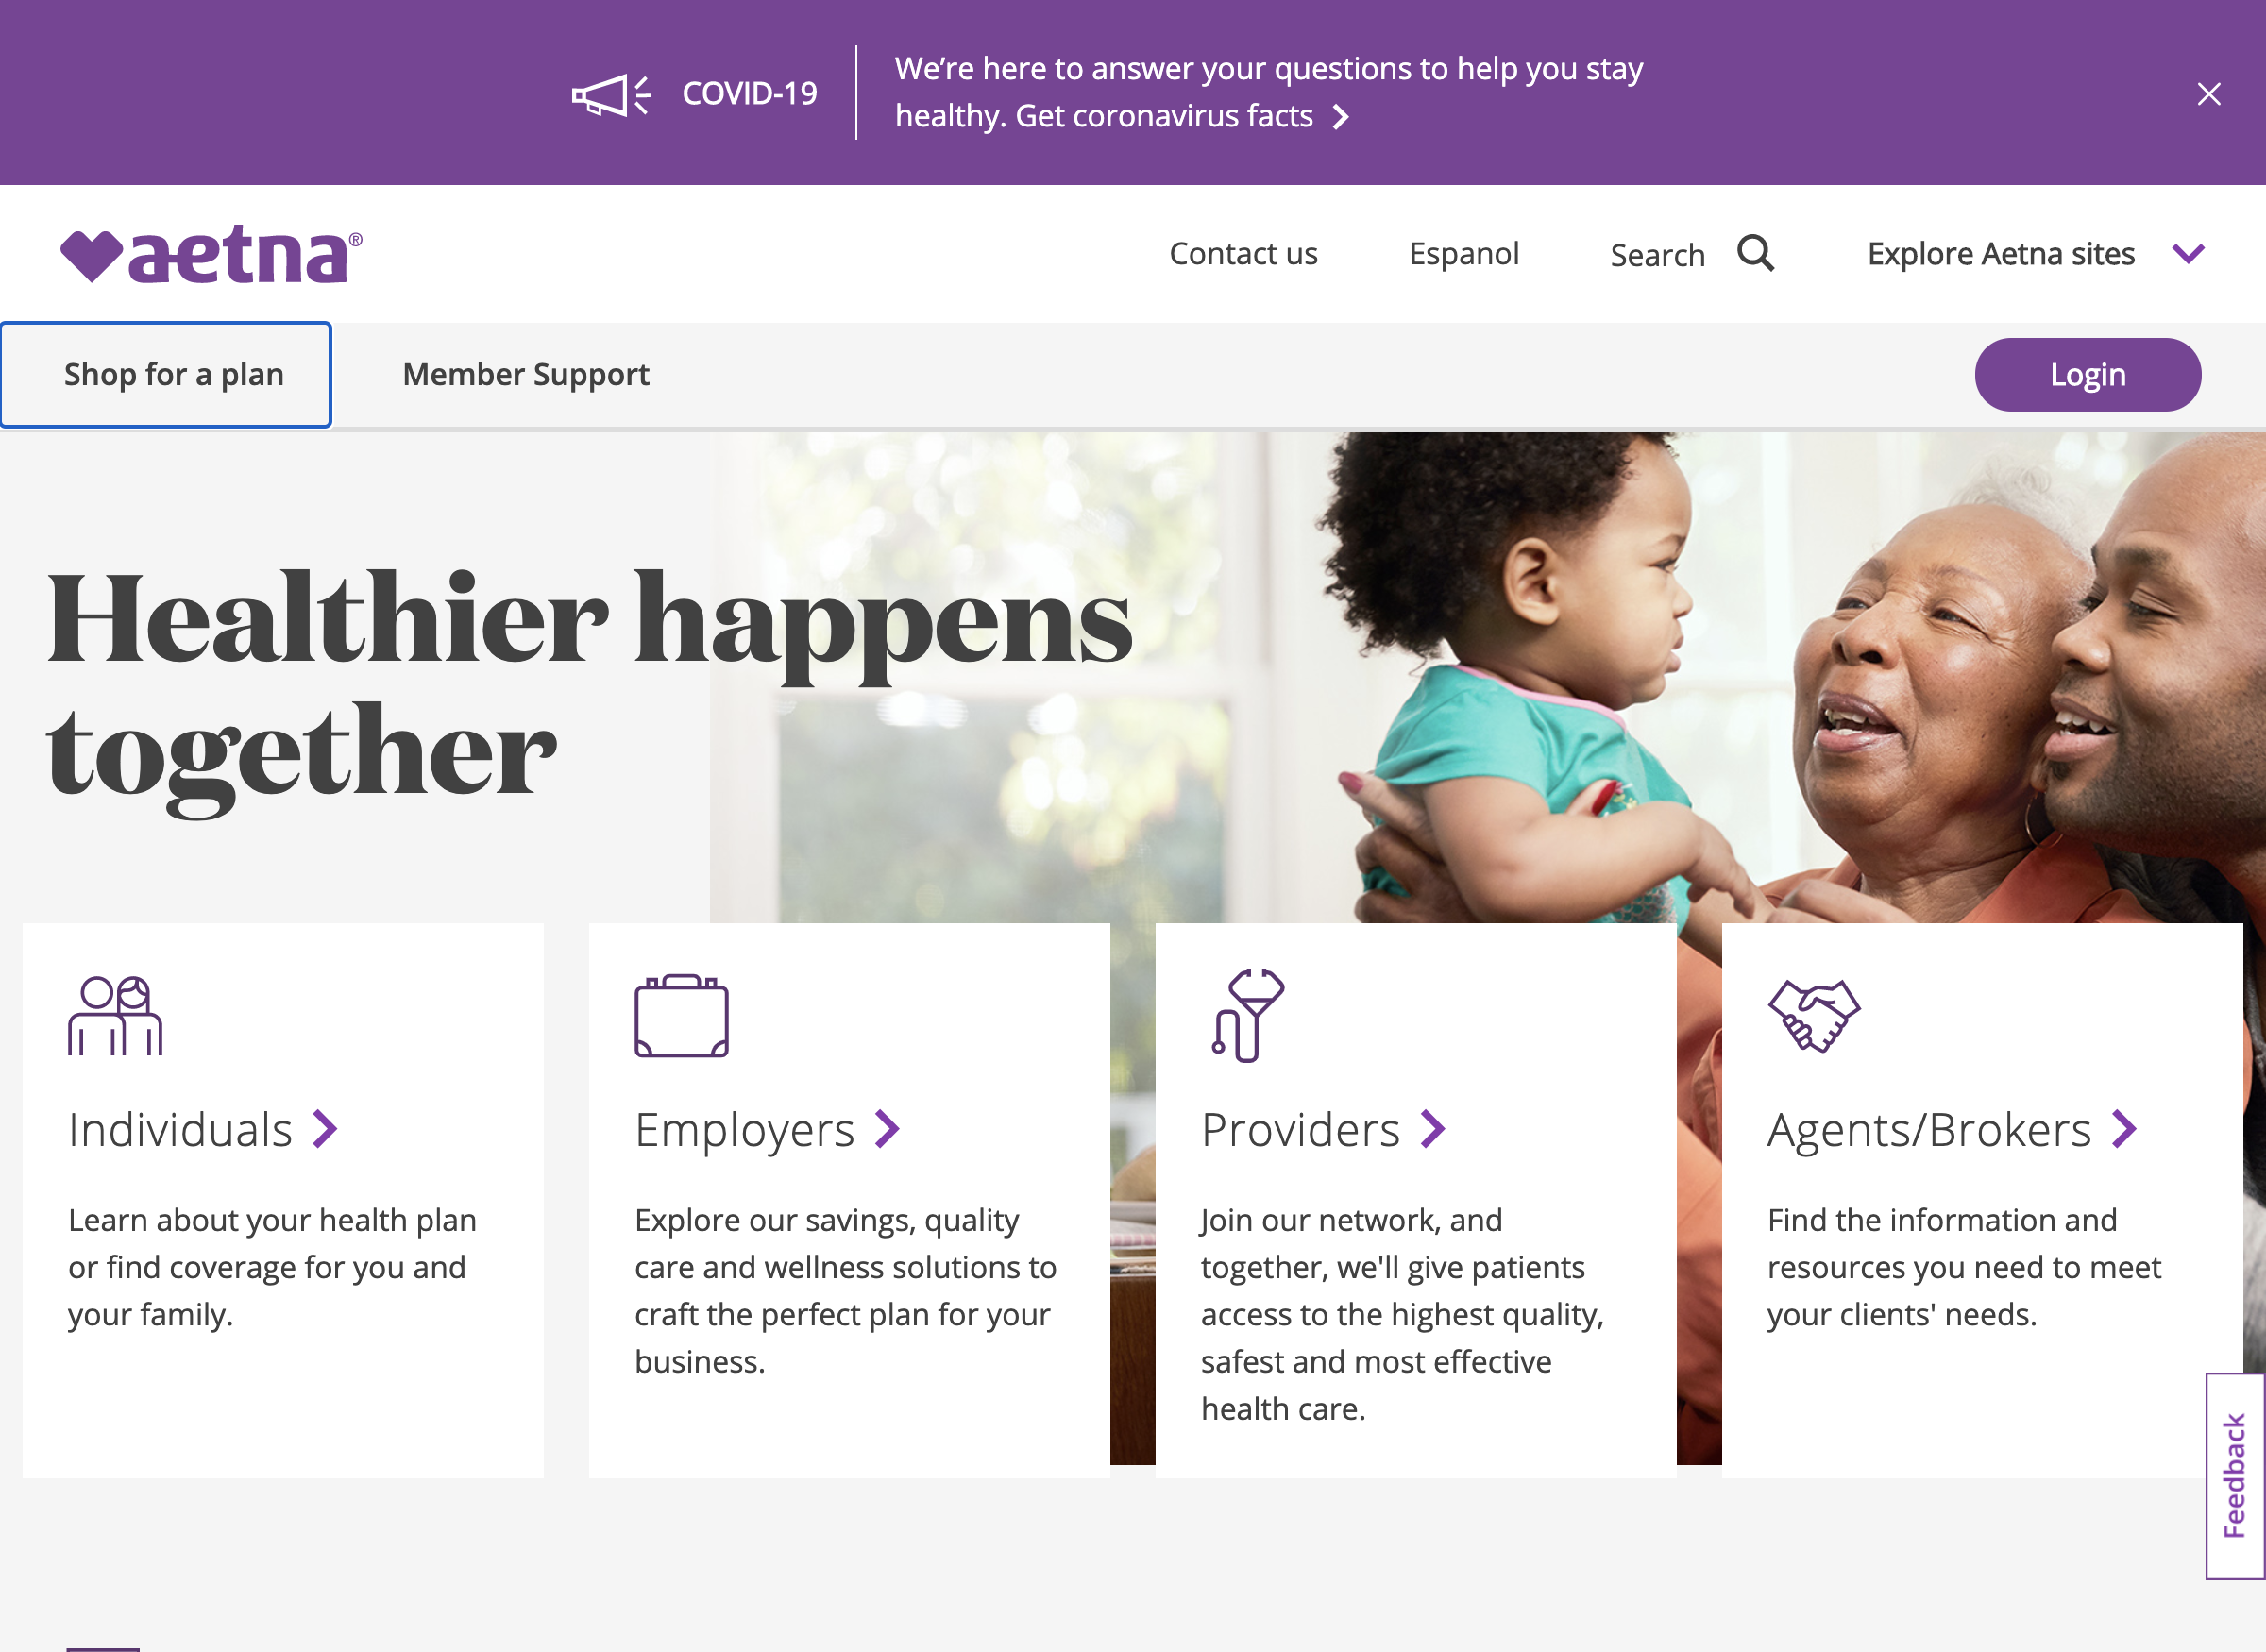 COVID-19
We’re here to answer your questions to help you stay
healthy. Get coronavirus facts
aetna®
Contact us
Espanol
Search
Explore Aetna sites
Shop for a plan
Member Support
Login
Healthier happens
together
Individuals
Learn about your health plan
or find coverage for you and
your family.
Employers
Explore our savings, quality
care and wellness solutions to
craft the perfect plan for your
business.
Providers
Join our network, and
together, we'll give patients
access to the highest quality,
safest and most effective
health care.
Agents/Brokers
Find the information and
resources you need to meet
your clients' needs.
Feedback